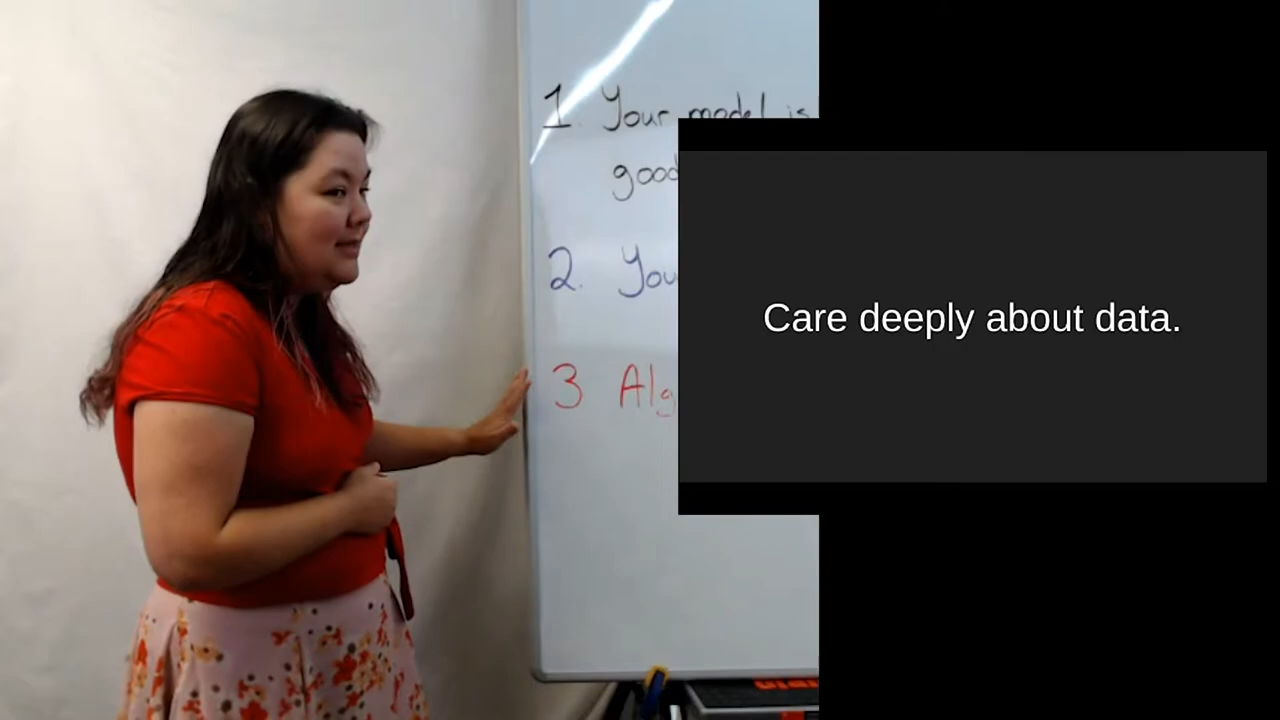 1. Your model is
good
2. You
3 Alg
Care deeply about data.